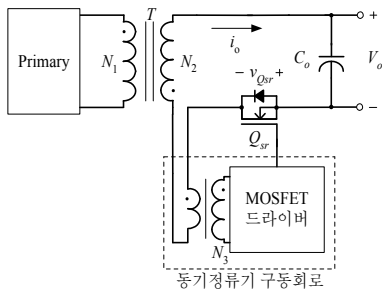 T
Primary
N1
N2
io
Co
Vo
+
−
− vQsr +
Qsr
MOSFET
드라이버
N3
동기정류기 구동회로